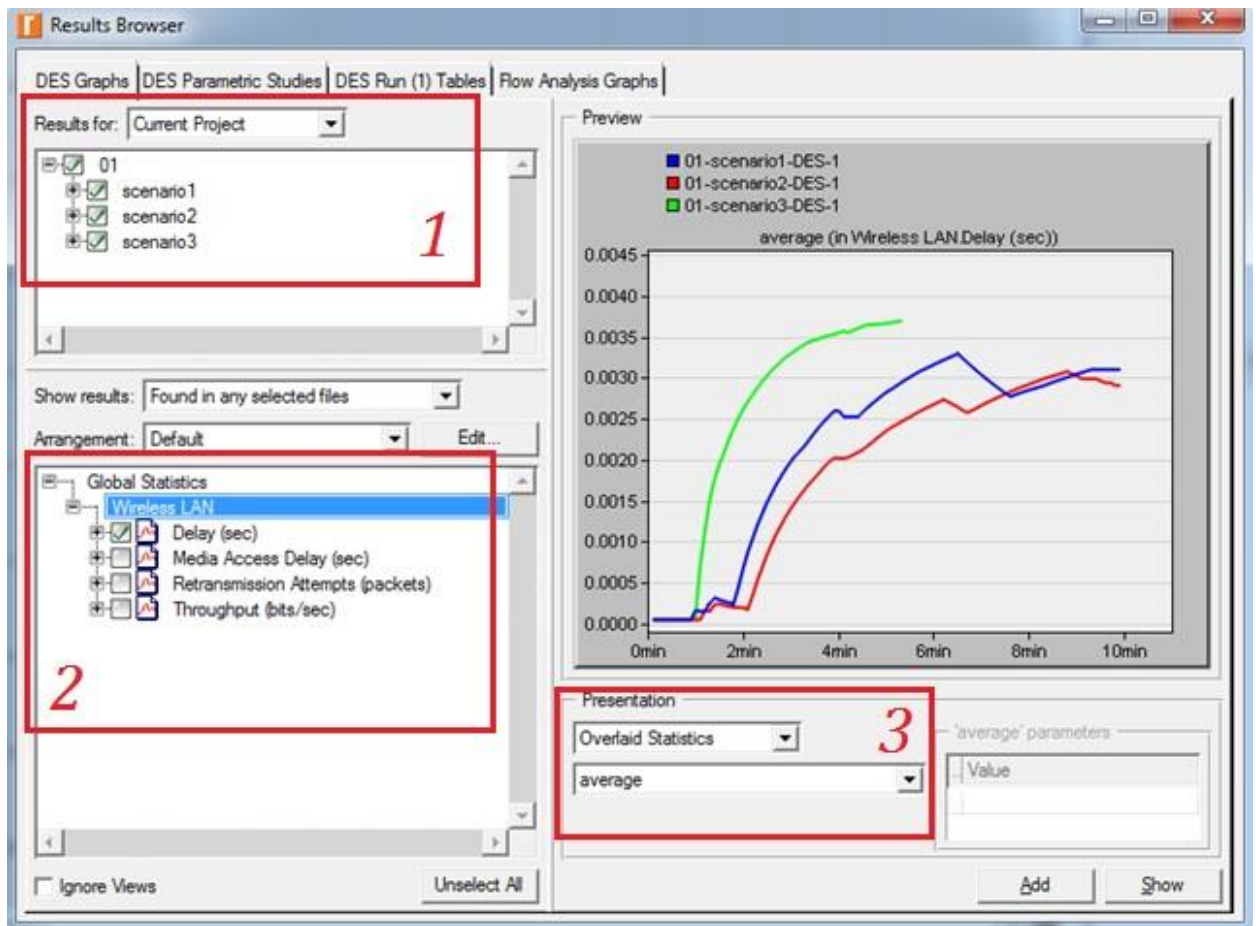 Results Browser
DES Graphs DES Parametric Studies DES Run (1) Tables Flow Analysis Graphs
Results for: Current Project
01
scenario1
scenario2
scenario3
1
Show results: Found in any selected files
Arrangement: Default Edit...
Global Statistics
Wireless LAN
Delay (sec)
Media Access Delay (sec)
Retransmission Attempts (packets)
Throughput (bits/sec)
2
Ignore Views Unselect All
Preview
01-scenario1-DES-1
01-scenario2-DES-1
01-scenario3-DES-1
average (in Wireless LAN.Delay (sec))
0.0045
0.0040
0.0035
0.0030
0.0025
0.0020
0.0015
0.0010
0.0005
0.0000
0min 2min 4min 6min 8min 10min
Presentation
Overlaid Statistics
average
3
'average' parameters
Value
Add Show